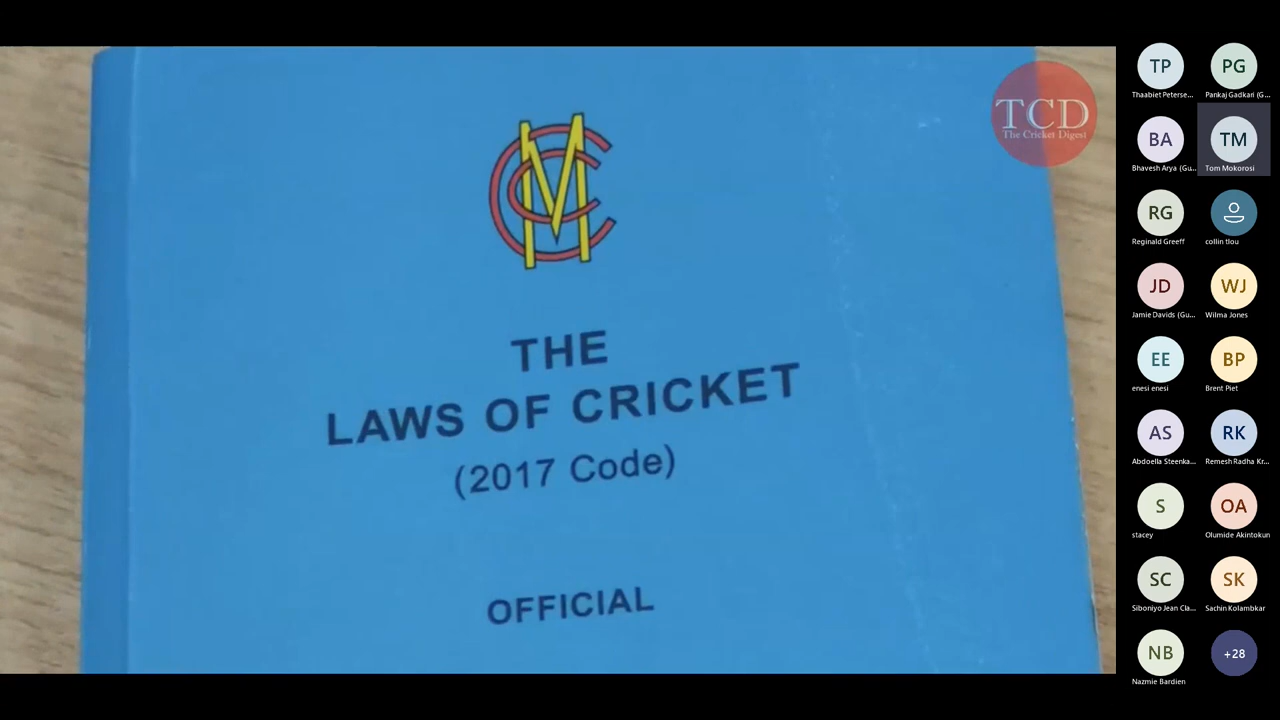 MCC
THE
LAWS OF CRICKET
(2017 Code)
OFFICIAL
TCD
The Cricket Digest
TP
Thaabiet Peterse...
PG
Pankaj Gadkari (G...
BA
Bhavesh Arya (Gu...
TM
Tom Mokorosi
RG
Reginald Greeff
collin tlou
JD
Jamie Davids (Gu...
WJ
Wilma Jones
EE
enesi enesi
BP
Brent Piet
AS
Abdoella Steenka...
RK
Remesh Radha Kr...
S
stacey
OA
Olumide Akintokun
SC
Siboniyo Jean Cla...
SK
Sachin Kolambkar
NB
Nazmie Bardien
+28